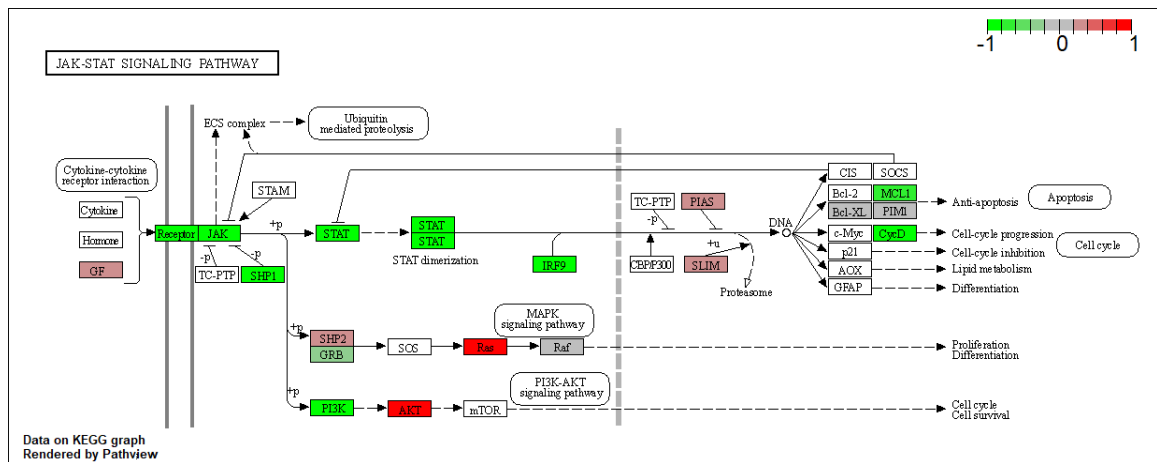 -1 0 1
JAK-STAT SIGNALING PATHWAY
ECS complex
Ubiquitin
mediated proteolysis
Cytokine-cytokine
receptor interaction
STAM
Cytokine
Hormone
GF
Receptor
JAK
+p
-p
-p
TC-PTP
SHP1
STAT
STAT
STAT
STAT dimerization
IRF9
TC-PTP
-p
PIAS
+u
CBP/P300
SLIM
Proteasome
DNA
CIS
SOCS
Bcl-2
MCL1
Bcl-XL
PIM1
c-Myc
CycD
p21
AOX
GFAP
Anti-apoptosis
Apoptosis
Cell-cycle progression
Cell cycle
Cell-cycle inhibition
Lipid metabolism
Differentiation
MAPK
signaling pathway
+p
SHP2
GRB
SOS
Ras
Raf
Proliferation
Differentiation
PI3K-AKT
signaling pathway
+p
PI3K
AKT
mTOR
Cell cycle
Cell survival
Data on KEGG graph
Rendered by Pathview